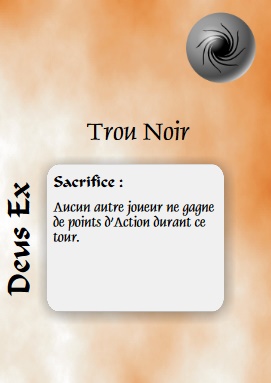 Trou Noir
Deus Ex
Sacrifice :
Aucun autre joueur ne gagne
de points d'Action durant ce
tour.